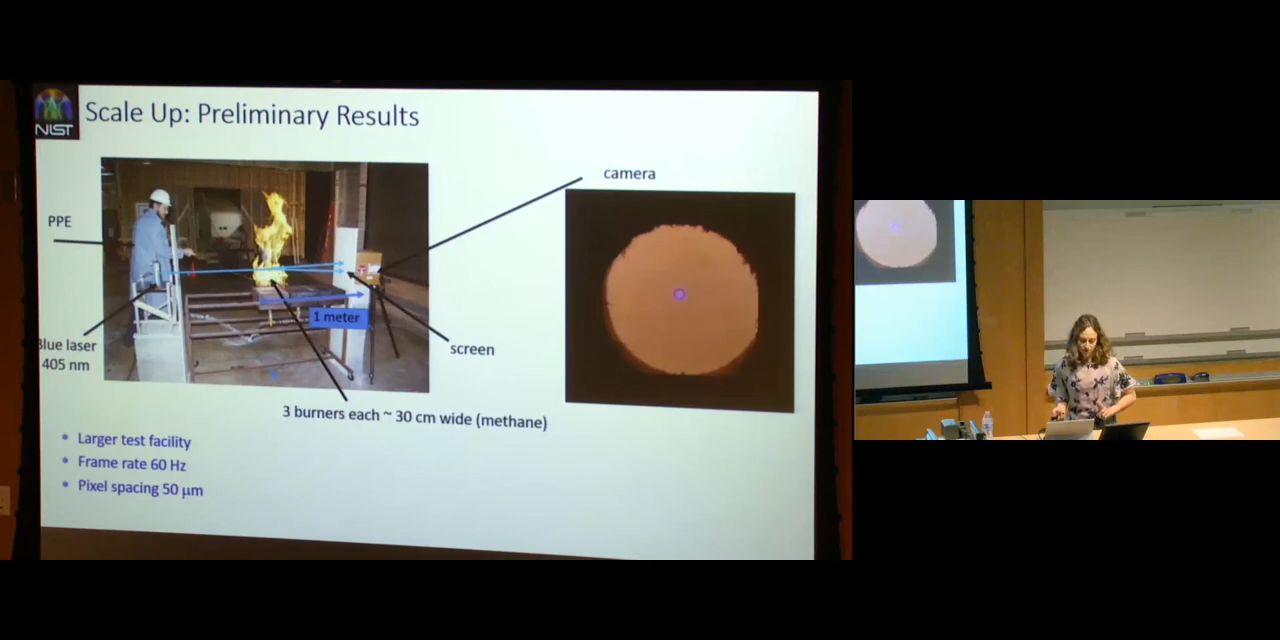 NIST
Scale Up: Preliminary Results
camera
PPE
1 meter
Blue laser
405 nm
screen
3 burners each ~ 30 cm wide (methane)
• Larger test facility
• Frame rate 60 Hz
• Pixel spacing 50 μm